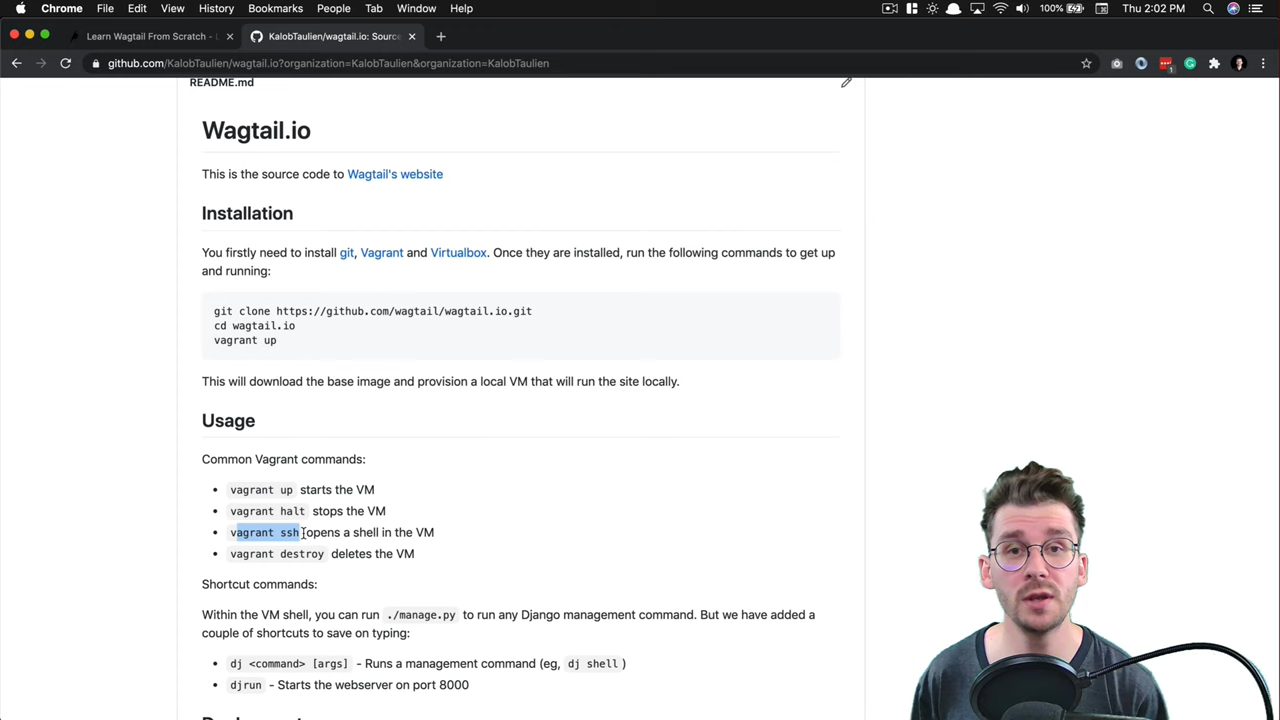 Chrome File Edit View History Bookmarks People Tab Window Help 100% Thu 2:02 PM
Learn Wagtail From Scratch - L × KalobTaulien/wagtail.io: Sourc × +
github.com/KalobTaulien/wagtail.io?organization=KalobTaulien&organization=KalobTaulien
README.md
Wagtail.io
This is the source code to Wagtail's website
Installation
You firstly need to install git, Vagrant and Virtualbox. Once they are installed, run the following commands to get up
and running:
git clone https://github.com/wagtail/wagtail.io.git
cd wagtail.io
vagrant up
This will download the base image and provision a local VM that will run the site locally.
Usage
Common Vagrant commands:
• vagrant up starts the VM
• vagrant halt stops the VM
• vagrant ssh opens a shell in the VM
• vagrant destroy deletes the VM
Shortcut commands:
Within the VM shell, you can run ./manage.py to run any Django management command. But we have added a
couple of shortcuts to save on typing:
• dj <command> [args] - Runs a management command (eg, dj shell)
• djrun - Starts the webserver on port 8000